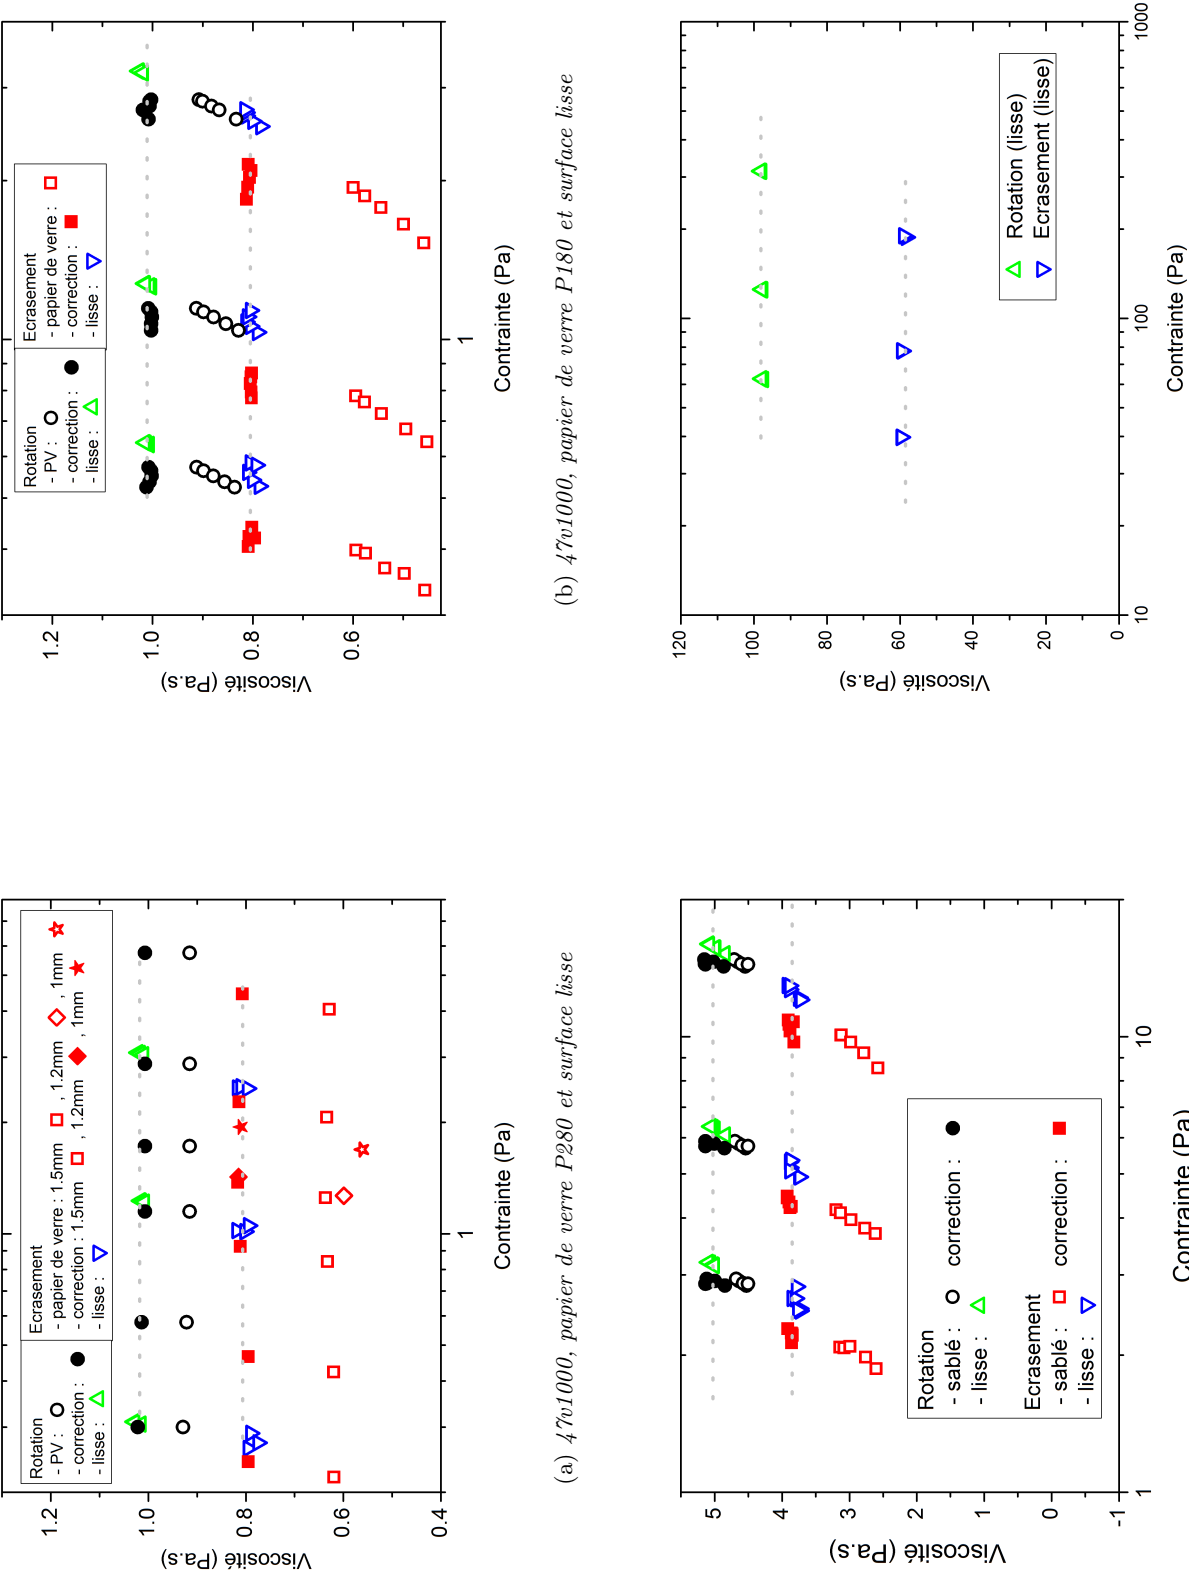 Viscosité (Pa.s)
1.2
1.0
0.8
0.6
0.4
Rotation
- PV :
- correction :
- lisse :
Ecrasement
- papier de verre : 1.5mm , 1.2mm , 1mm
- correction : 1.5mm , 1.2mm , 1mm
- lisse :
1
Contrainte (Pa)
(a) 47v1000, papier de verre P280 et surface lisse
Viscosité (Pa.s)
1.2
1.0
0.8
0.6
Rotation
- PV :
- correction :
- lisse :
Ecrasement
- papier de verre :
- correction :
- lisse :
1
Contrainte (Pa)
(b) 47v1000, papier de verre P180 et surface lisse
Viscosité (Pa.s)
5
4
3
2
1
0
-1
Rotation
- sablé : correction :
- lisse :
Ecrasement
- sablé : correction :
- lisse :
1 10
Contrainte (Pa)
Viscosité (Pa.s)
120
100
80
60
40
20
0
Rotation (lisse)
Ecrasement (lisse)
10 100 1000
Contrainte (Pa)